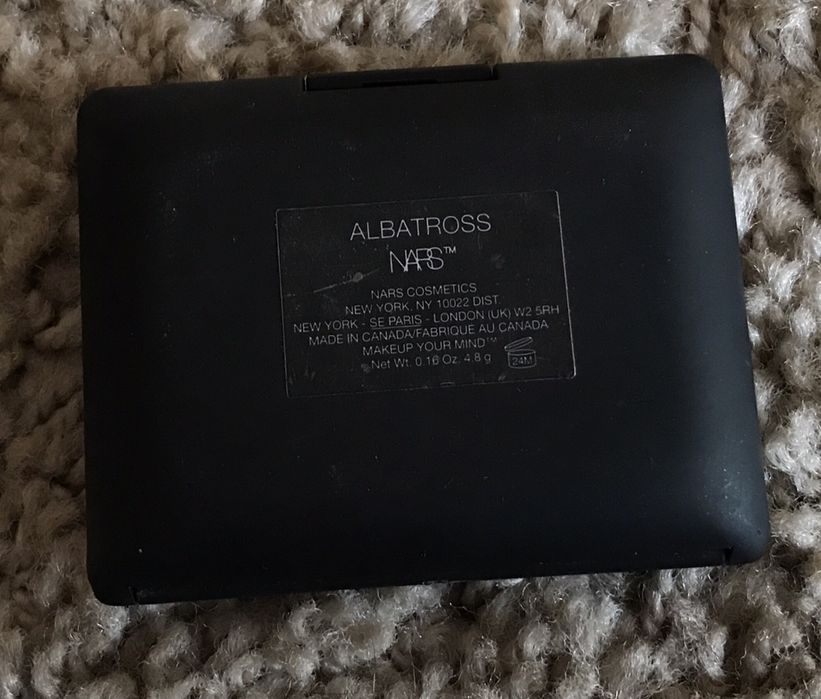 ALBATROSS
NARS™
NARS COSMETICS
NEW YORK, NY 10022 DIST.
NEW YORK - SE PARIS - LONDON (UK) W2 5RH
MADE IN CANADA/FABRIQUE AU CANADA
MAKEUP YOUR MIND™
Net Wt. 0.16 Oz. 4.8 g
24M